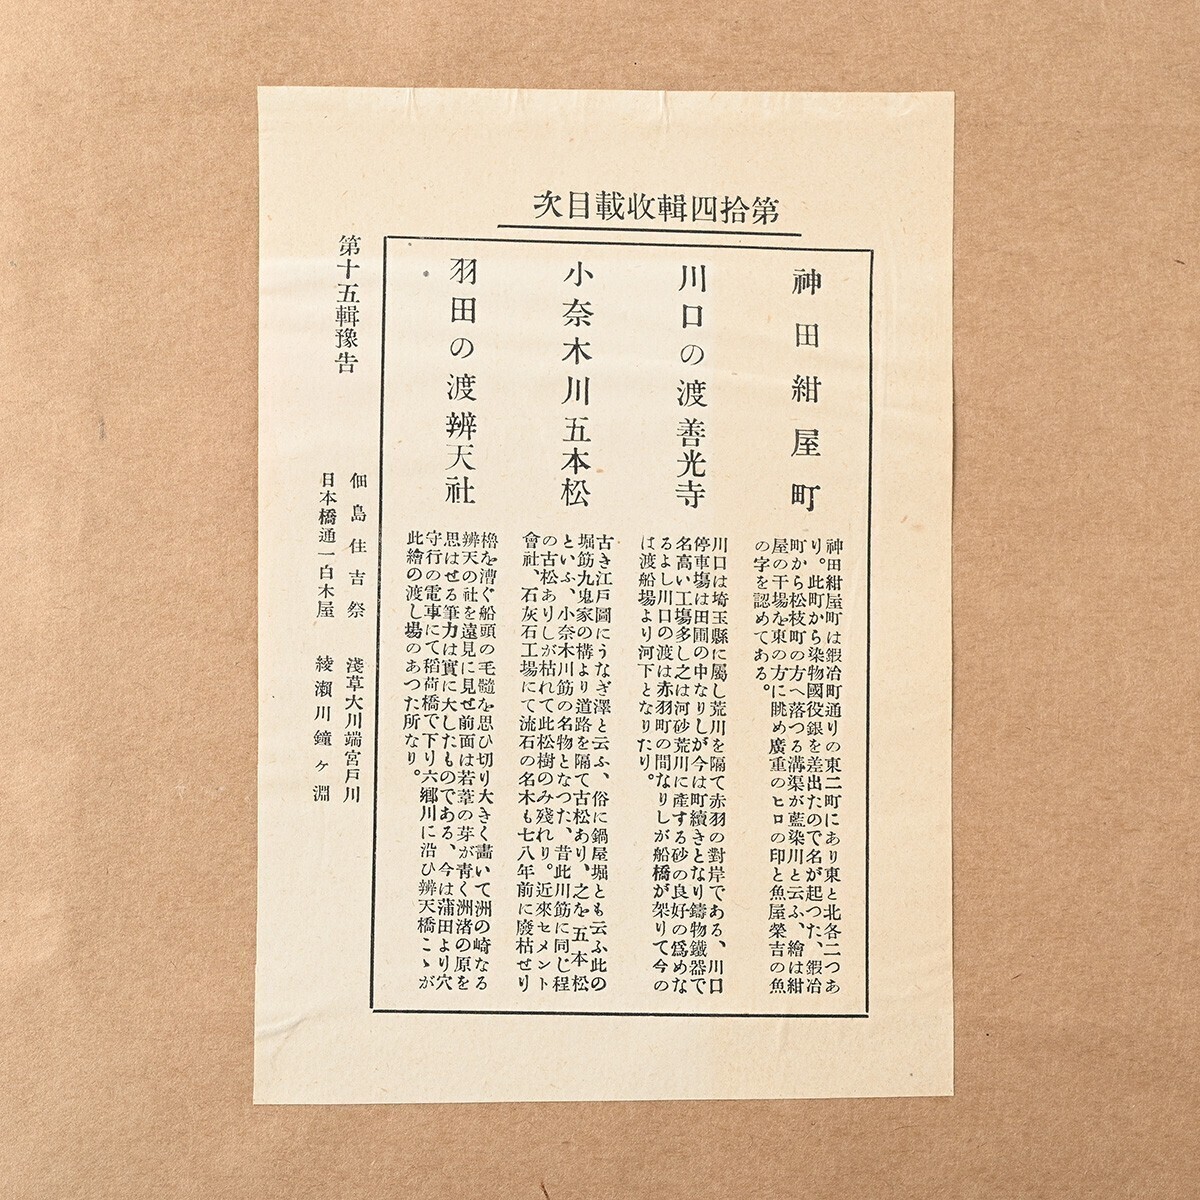 第拾四輯收載目次
神田紺屋町
神田紺屋町は鍛冶町通りの東二町にあり東と北各二つあ
り。此町から染物國役銀を差出たので名が起つた、鍛冶
町から松枝町の方へ落つる溝渠が藍染川と云ふ、繪は紺
屋の干場を東の方に眺め廣重のヒロの印と魚屋榮吉の魚
の字を認めてある。
川口の渡善光寺
川口は埼玉縣に屬し荒川を隔て赤羽の對岸である、川口
停車塲は田圃の中なりしが今は町續きとなり鑄物鐵器で
名高い工塲多し之は河砂荒川に產する砂の良好の爲めな
るよし川口の渡は赤羽町の間なりしが船橋が架りて今の
は渡船場より河下となりたり。
小奈木川五本松
古き江戸圖にうなぎ澤と云ふ、俗に鍋屋堀とも云ふ此の
堀筋九鬼家の構より道路を隔て古松あり、之を五本松
といふ、小奈木川筋の名物となつた、昔此川筋に同じ程
の古松ありしが枯れて此松樹のみ殘れり。近來セメント
會社、石灰石工場にて流石の名木も七八年前に廢枯せり
羽田の渡辨天社
櫓を漕ぐ船頭の毛髓を思ひ切り大きく畵いて洲の崎なる
辨天の社を遠見に見せ前面は若葦の芽が靑く洲渚の原を
思はせる筆力は實に大したものである、今は蒲田より穴
守行の電車にて稻荷橋で下り六鄕川に沿ひ辨天橋こゝが
此繪の渡し場のあつた所なり。
第十五輯豫告
佃島住吉祭　淺草大川端宮戸川
日本橋通一白木屋　綾瀬川鐘ヶ淵